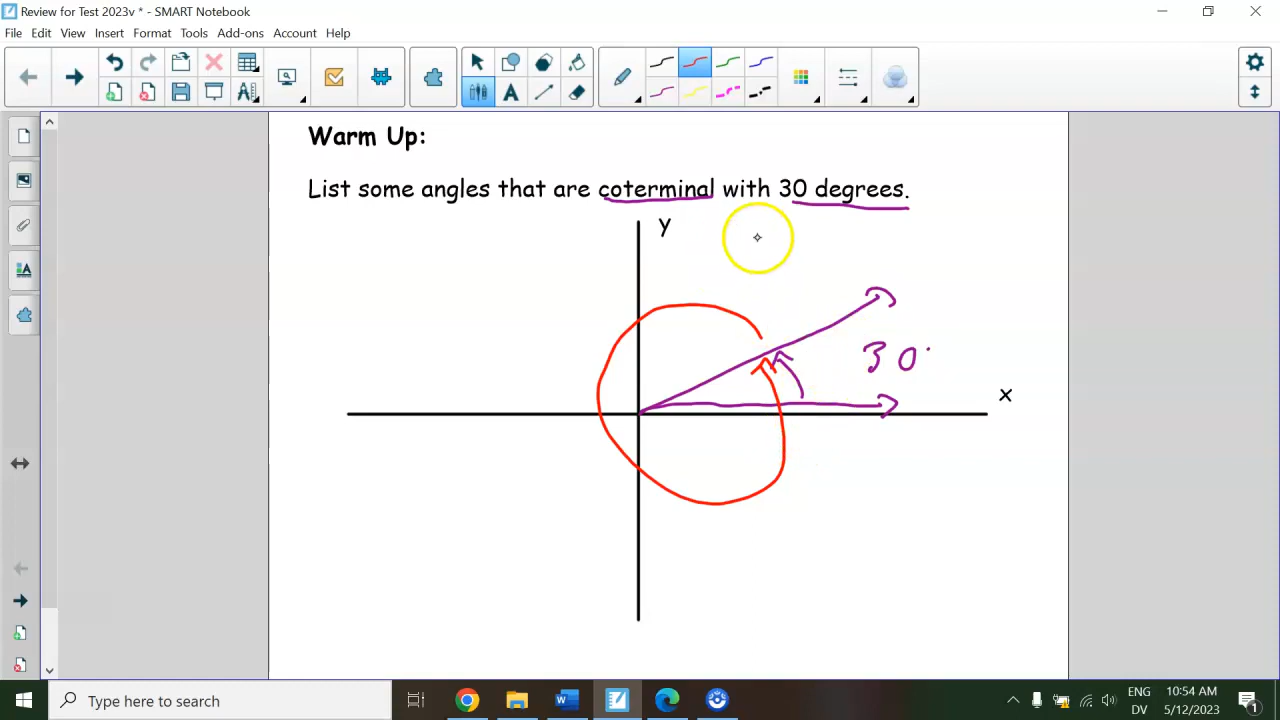 Review for Test 2023v * - SMART Notebook
File Edit View Insert Format Tools Add-ons Account Help
Warm Up:
List some angles that are coterminal with 30 degrees.
y
30°
x
Type here to search
ENG
DV
10:54 AM
5/12/2023
1